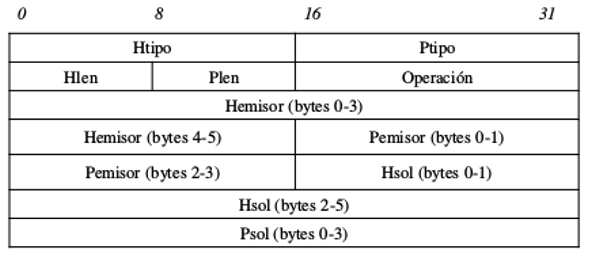 0 8 16 31
Htipo Ptipo
Hlen Plen Operación
Hemisor (bytes 0-3)
Hemisor (bytes 4-5) Pemisor (bytes 0-1)
Pemisor (bytes 2-3) Hsol (bytes 0-1)
Hsol (bytes 2-5)
Psol (bytes 0-3)